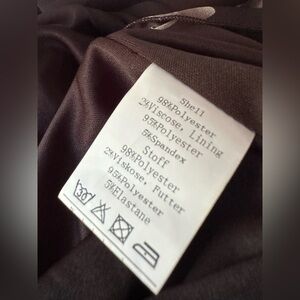 Shell
98%Polyester
2%Viscose, Lining
95%Polyester
5%Spandex
Stoff
98%Polyester
2%Viskose, Futter
95%Polyester
5%Elastane
30